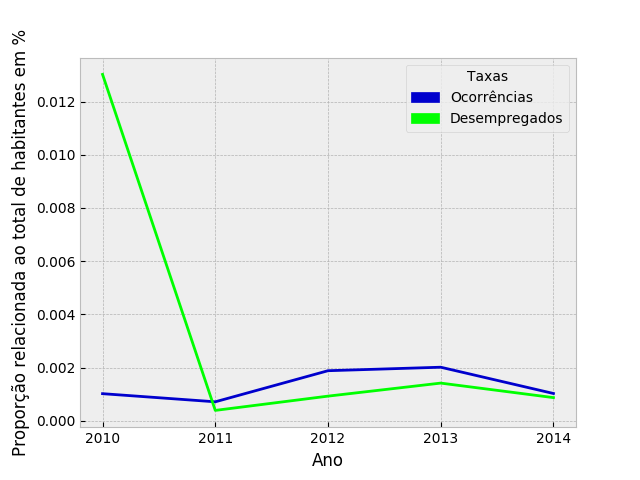 Proporção relacionada ao total de habitantes em %
Taxas
Ocorrências
Desempregados
0.012
0.010
0.008
0.006
0.004
0.002
0.000
2010 2011 2012 2013 2014
Ano